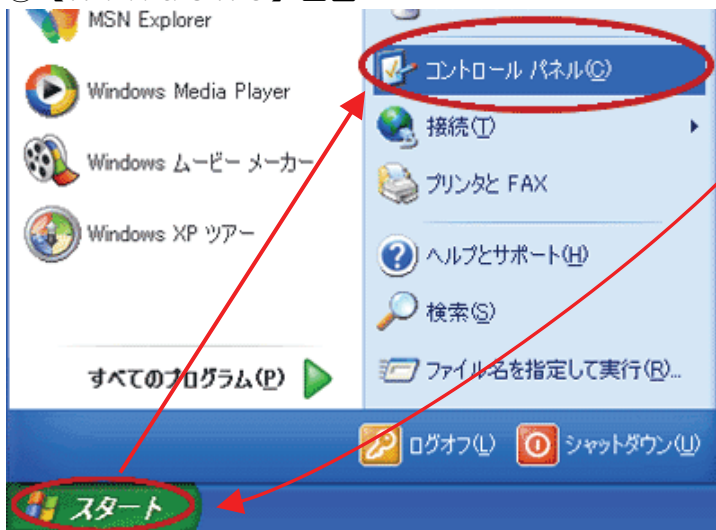 MSN Explorer
Windows Media Player
Windows ムービー メーカー
Windows XP ツアー
すべてのプログラム(P)
コントロール パネル(C)
接続(T)
プリンタと FAX
ヘルプとサポート(H)
検索(S)
ファイル名を指定して実行(R)...
ログオフ(L)
シャットダウン(U)
スタート